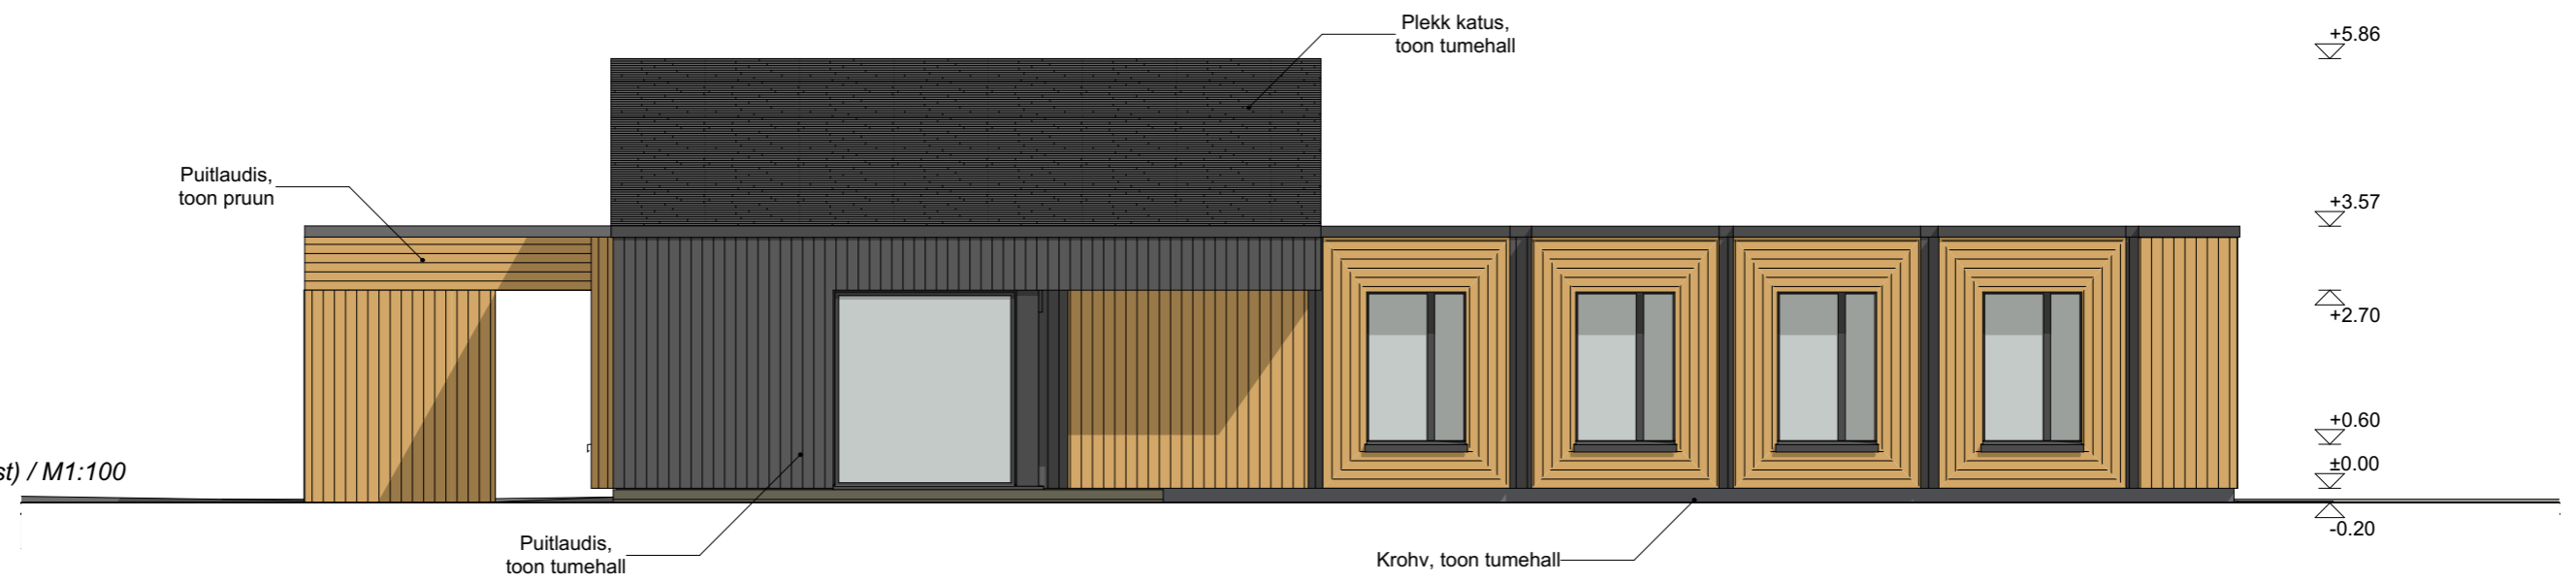 Plekk katus,
toon tumehall
+5.86
Puitlaudis,
toon pruun
+3.57
+2.70
+0.60
±0.00
-0.20
st) / M1:100
Puitlaudis,
toon tumehall
Krohv, toon tumehall